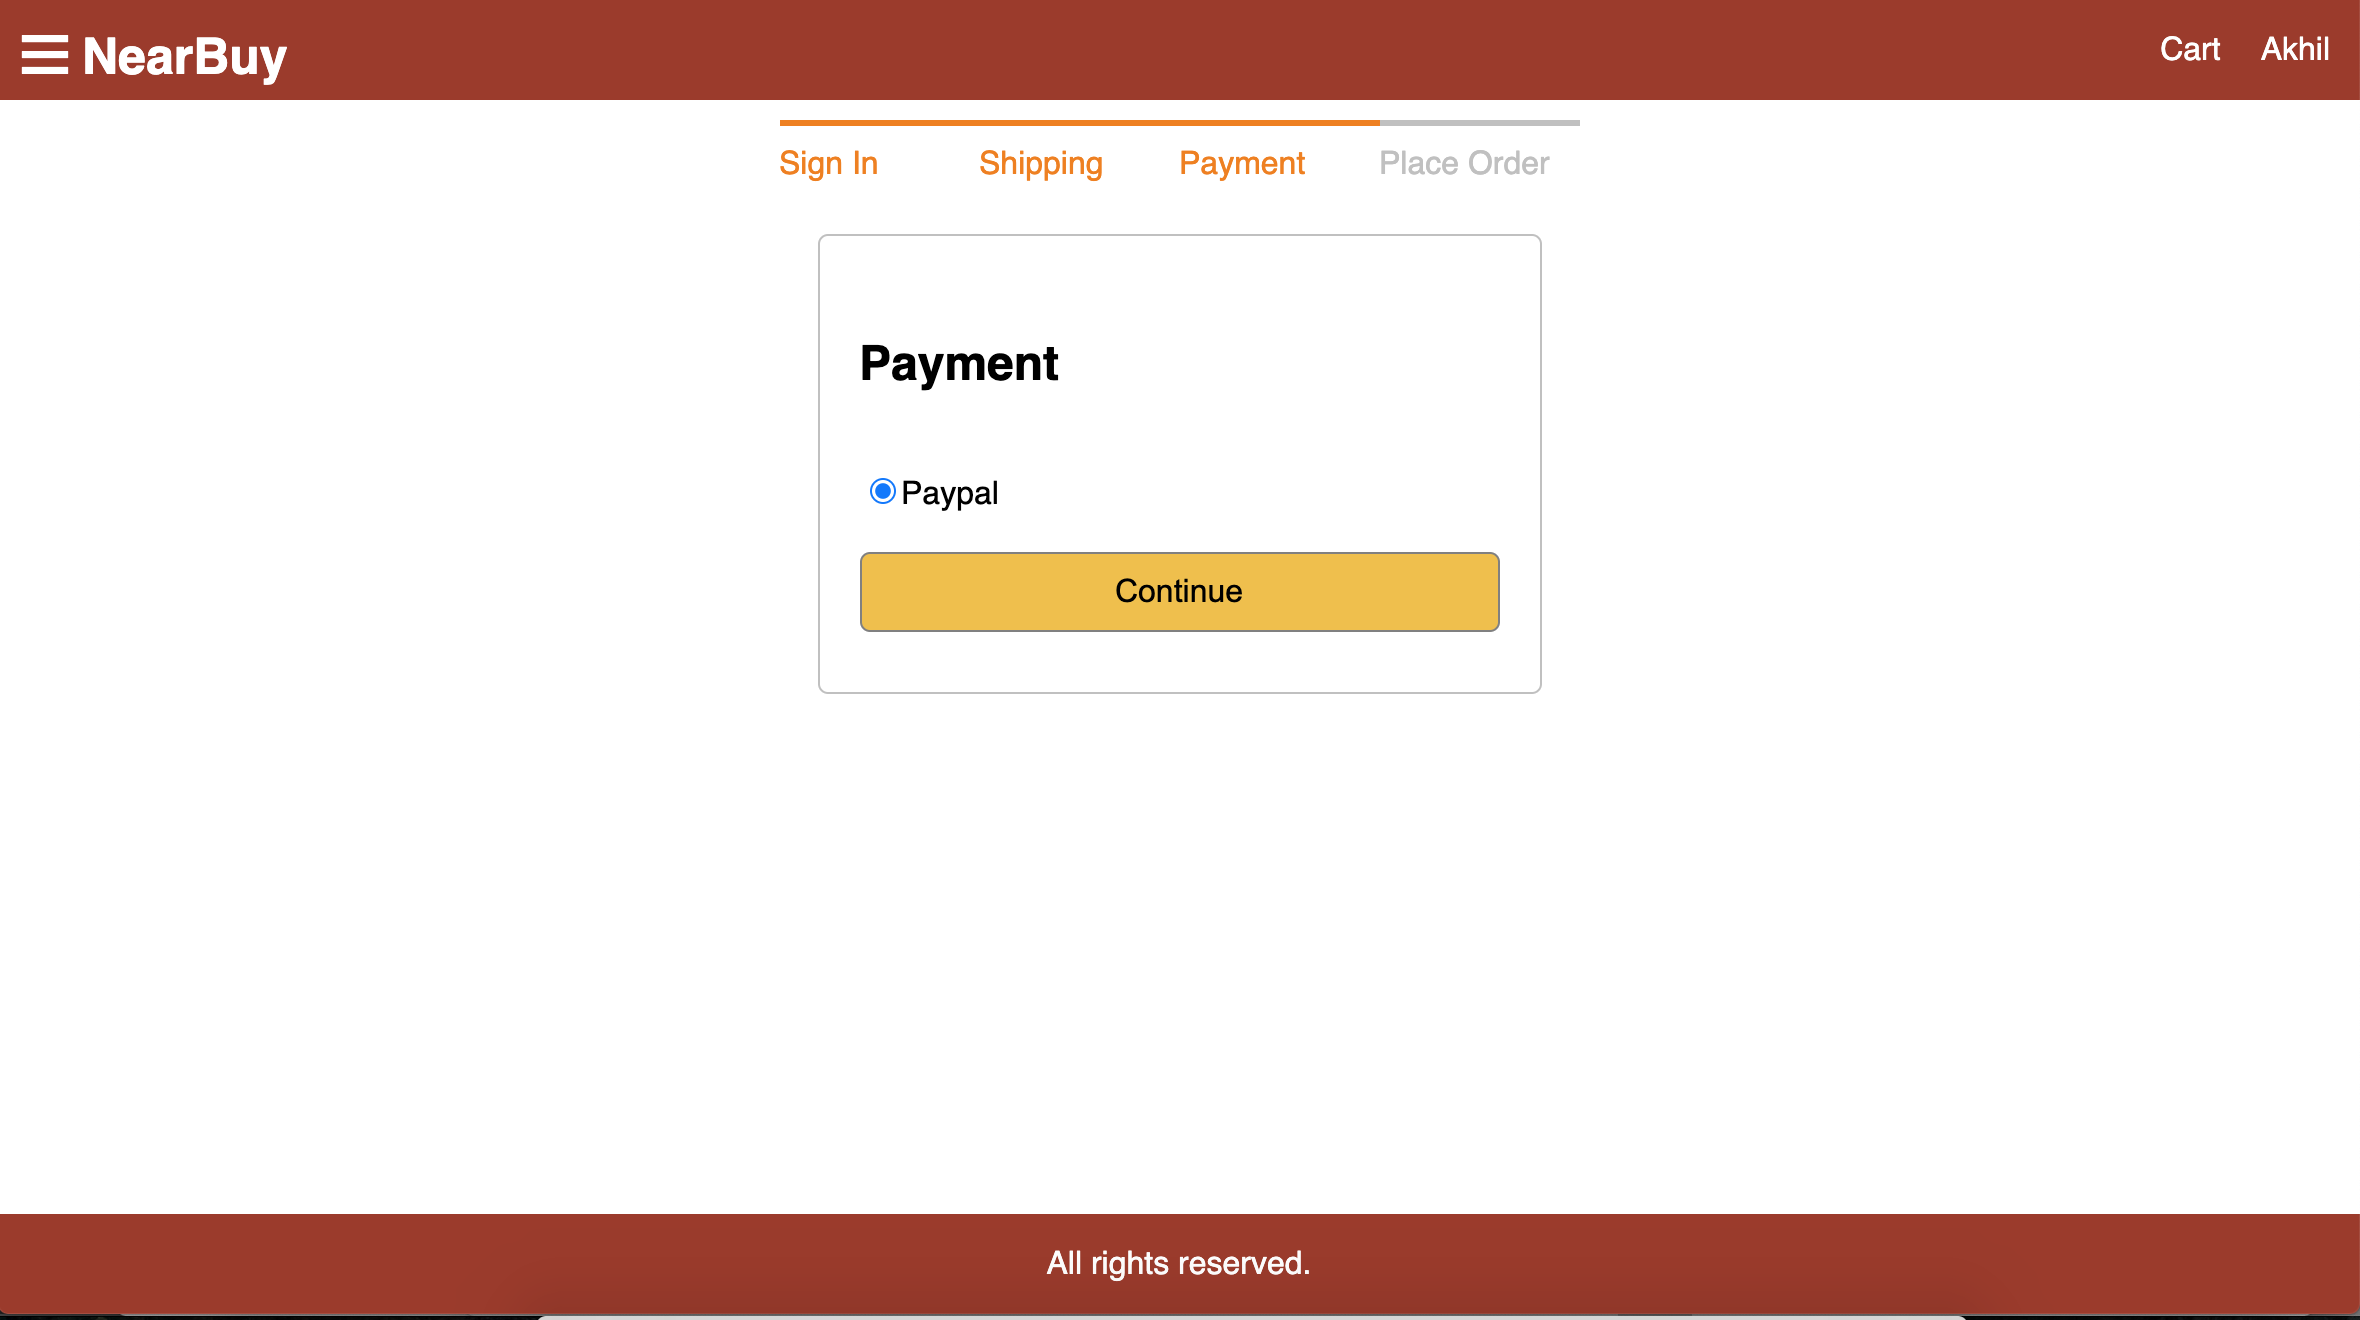 NearBuy Cart Akhil
Sign In Shipping Payment Place Order
Payment
Paypal
Continue
All rights reserved.